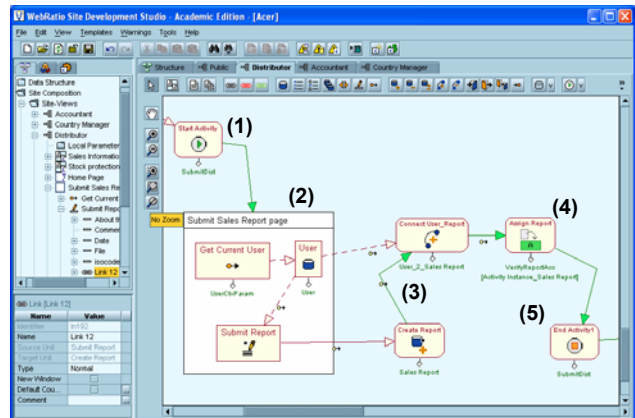 WebRatio Site Development Studio - Academic Edition - [Acer]
File Edit View Templates Warnings Tools Help
Structure Public Distributor Accountant Country Manager
Data Structure
Site Composition
Site-Views
Accountant
Country Manager
Distributor
Local Parameter
Sales Information
Stock protection
Home Page
Submit Sales Re
Get Current
Submit Repo
About th
Commer
Date
File
isocode
Link 12
Link [Link 12]
Name Value
Identifier ln192
Name Link 12
Source Unit Submit Report
Target Unit Create Report
Type Normal
New Window
Default Cou...
Comment
No Zoom
Start Activity
SubmitDist
(1)
(2)
Submit Sales Report page
Get Current User
UserCtxParam
User
User
Submit Report
Connect User_Report
User_2_Sales Report
(3)
Create Report
Sales Report
Assign Report
(4)
VerifyReportAcc
[Activity Instance_Sales Report]
(5)
End Activity1
SubmitDist